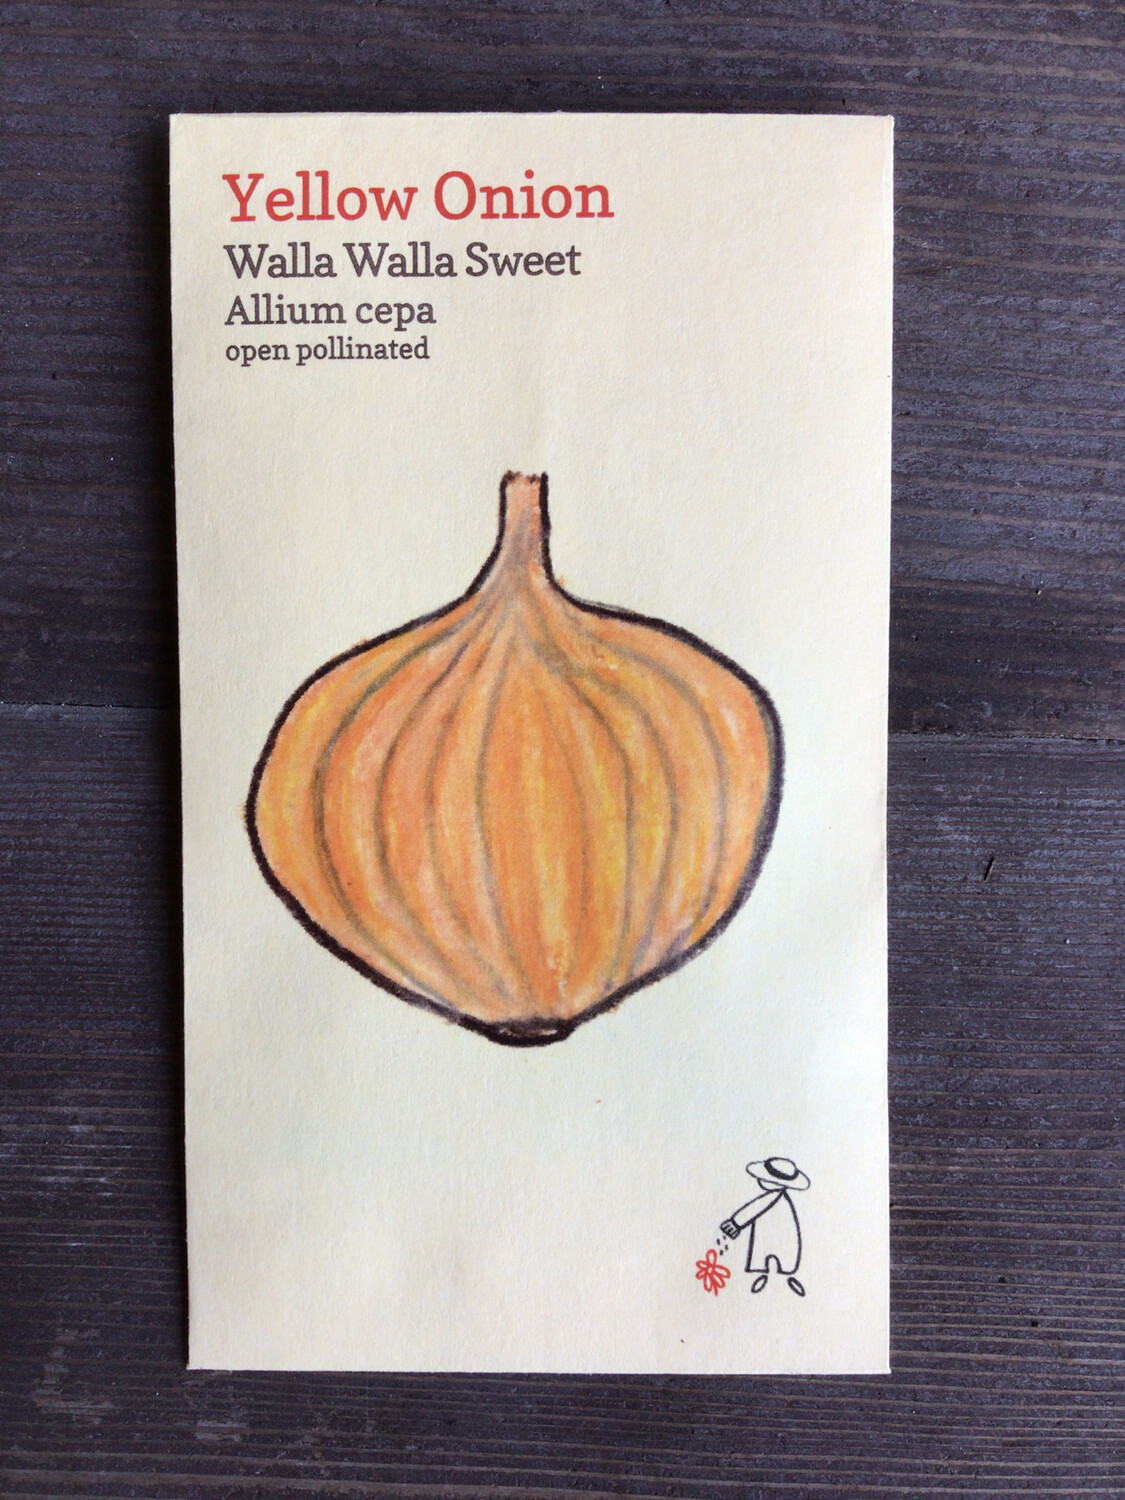 Yellow Onion
Walla Walla Sweet
Allium cepa
open pollinated